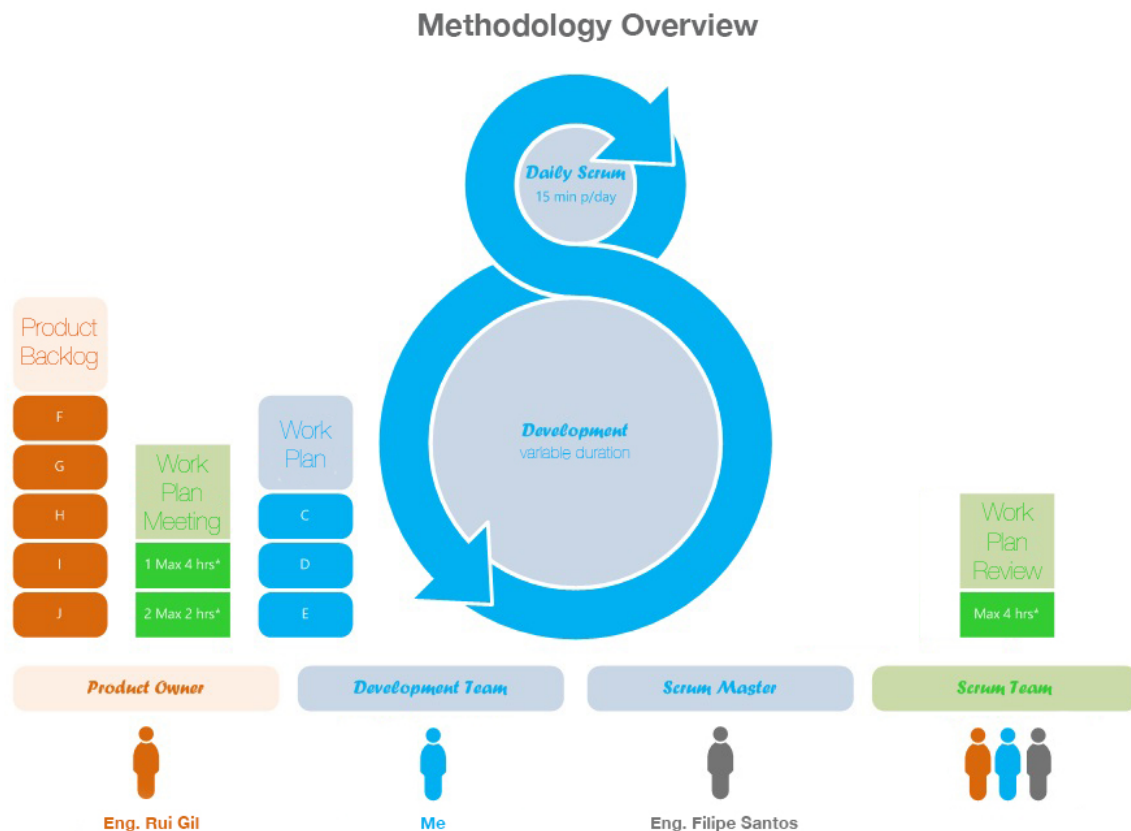 Methodology Overview
Daily Scrum
15 min p/day
Product
Backlog
F
G
H
I
J
Work
Plan
Meeting
1 Max 4 hrs*
2 Max 2 hrs*
Work
Plan
C
D
E
Development
variable duration
Work
Plan
Review
Max 4 hrs*
Product Owner
Development Team
Scrum Master
Scrum Team
Eng. Rui Gil
Me
Eng. Filipe Santos